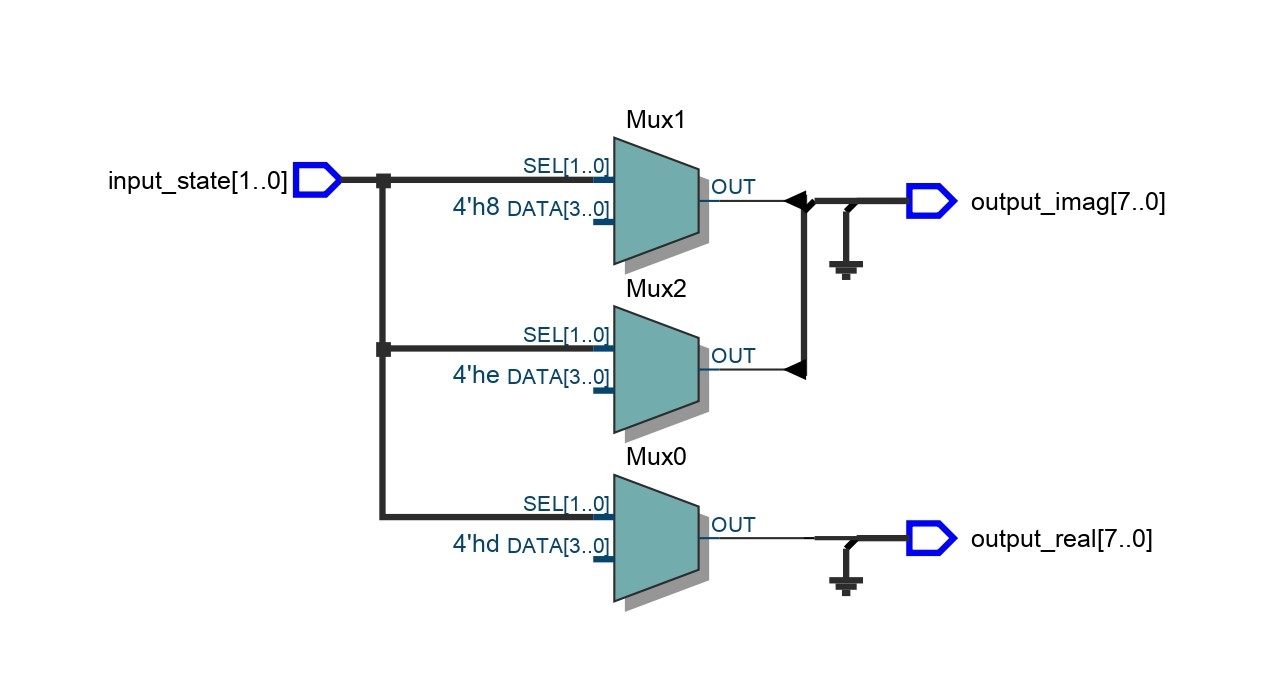 Mux1
input_state[1..0]
SEL[1..0]
4'h8 DATA[3..0]
OUT
output_imag[7..0]
Mux2
SEL[1..0]
4'he DATA[3..0]
OUT
Mux0
SEL[1..0]
4'hd DATA[3..0]
OUT
output_real[7..0]